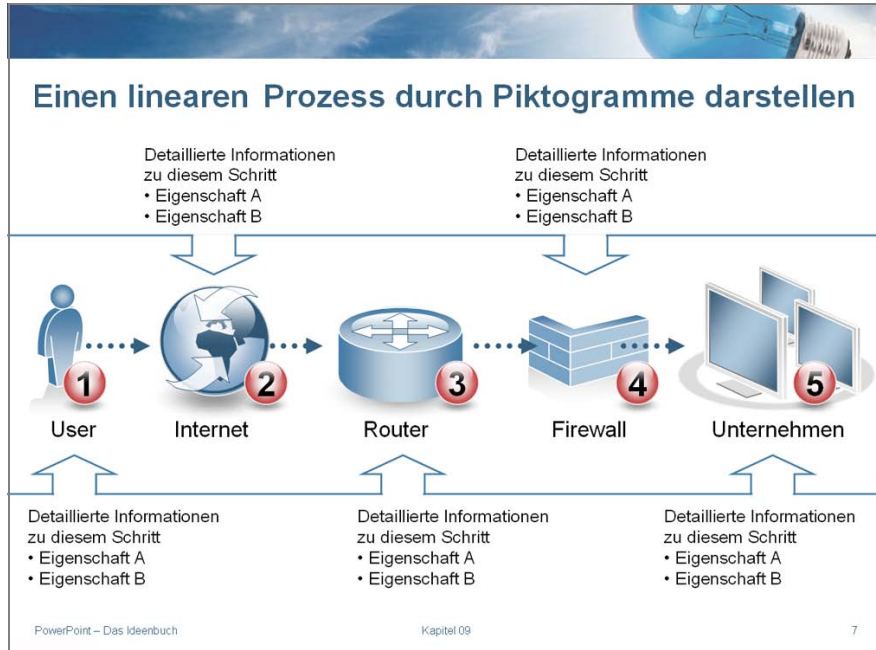 Einen linearen Prozess durch Piktogramme darstellen
Detaillierte Informationen
zu diesem Schritt
• Eigenschaft A
• Eigenschaft B
Detaillierte Informationen
zu diesem Schritt
• Eigenschaft A
• Eigenschaft B
1
2
3
4
5
User
Internet
Router
Firewall
Unternehmen
Detaillierte Informationen
zu diesem Schritt
• Eigenschaft A
• Eigenschaft B
Detaillierte Informationen
zu diesem Schritt
• Eigenschaft A
• Eigenschaft B
Detaillierte Informationen
zu diesem Schritt
• Eigenschaft A
• Eigenschaft B
PowerPoint – Das Ideenbuch
Kapitel 09
7